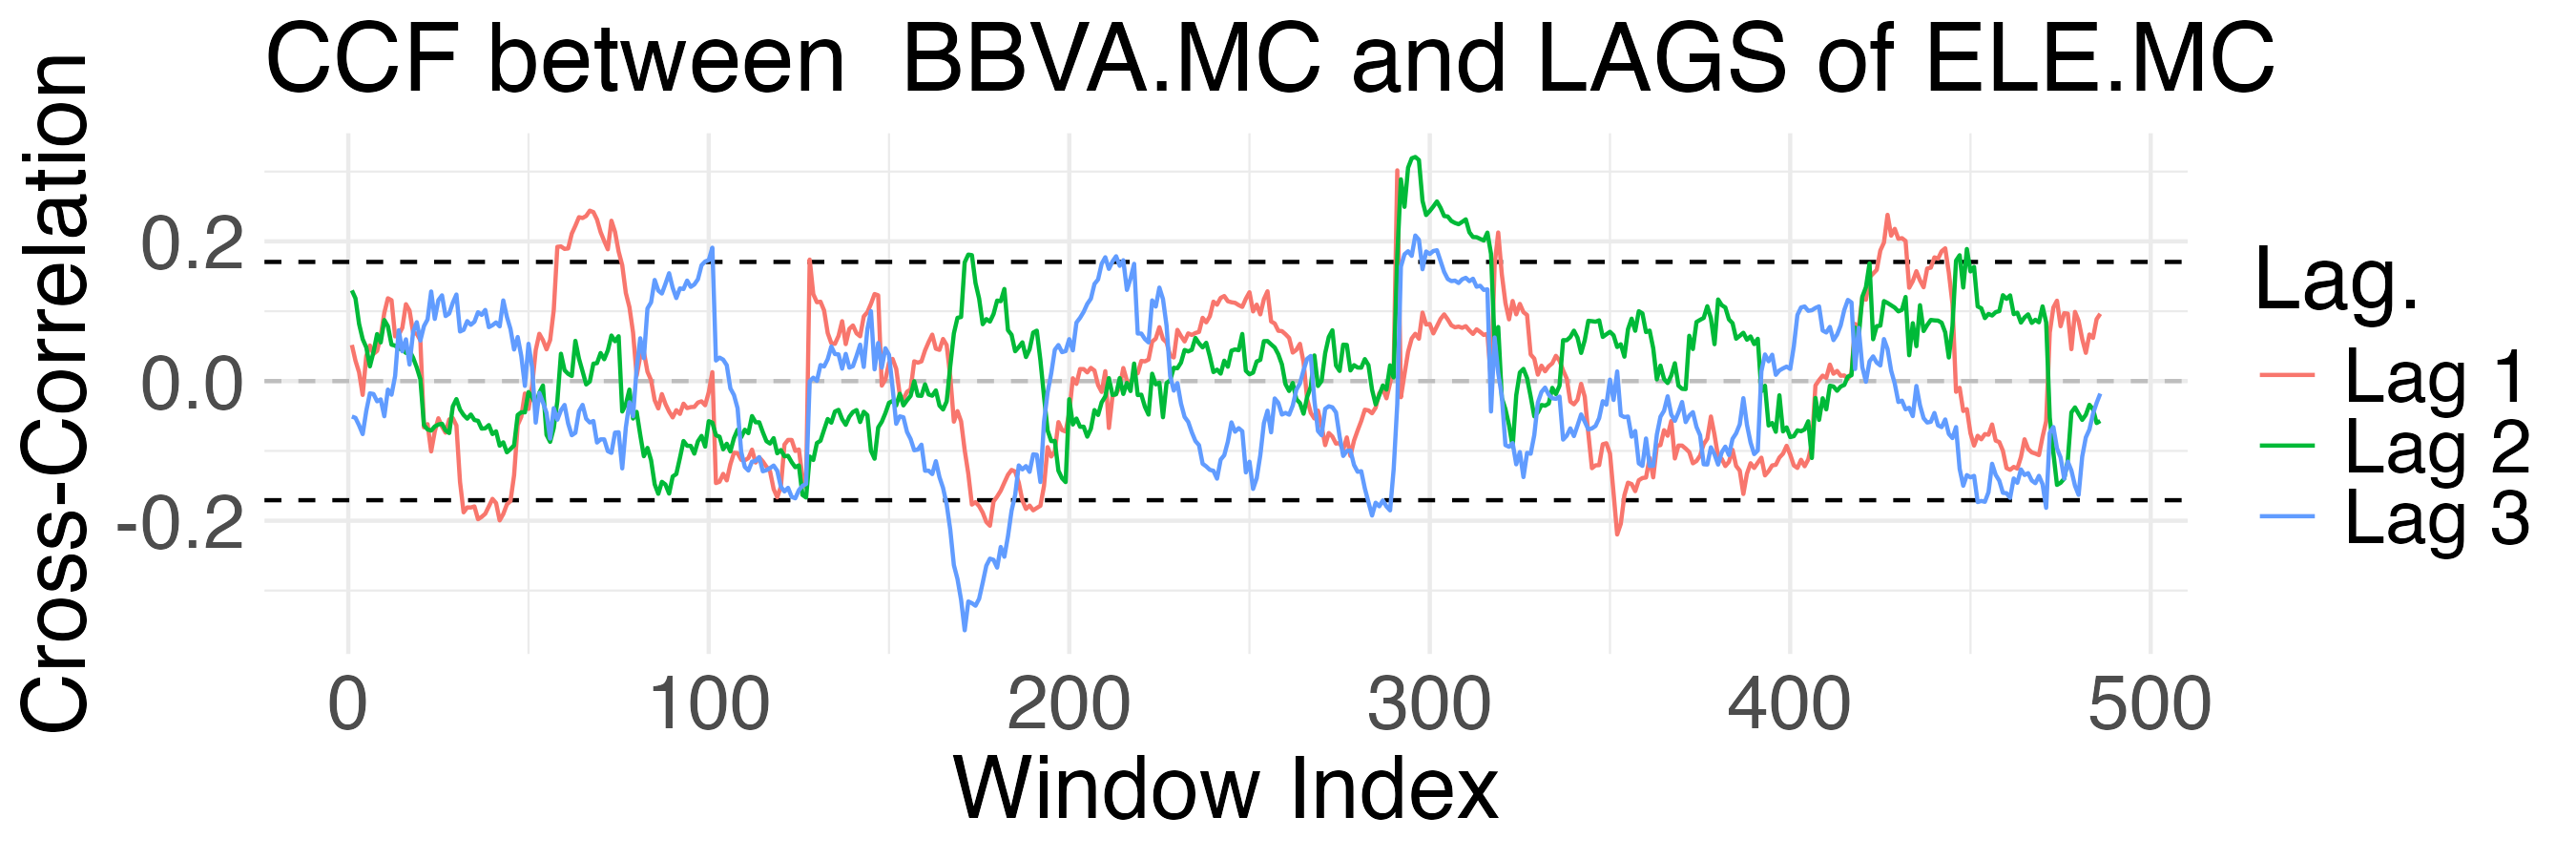 CCF between  BBVA.MC and LAGS of ELE.MC
Cross-Correlation
0.2
0.0
-0.2
0 100 200 300 400 500
Window Index
Lag.
Lag 1
Lag 2
Lag 3